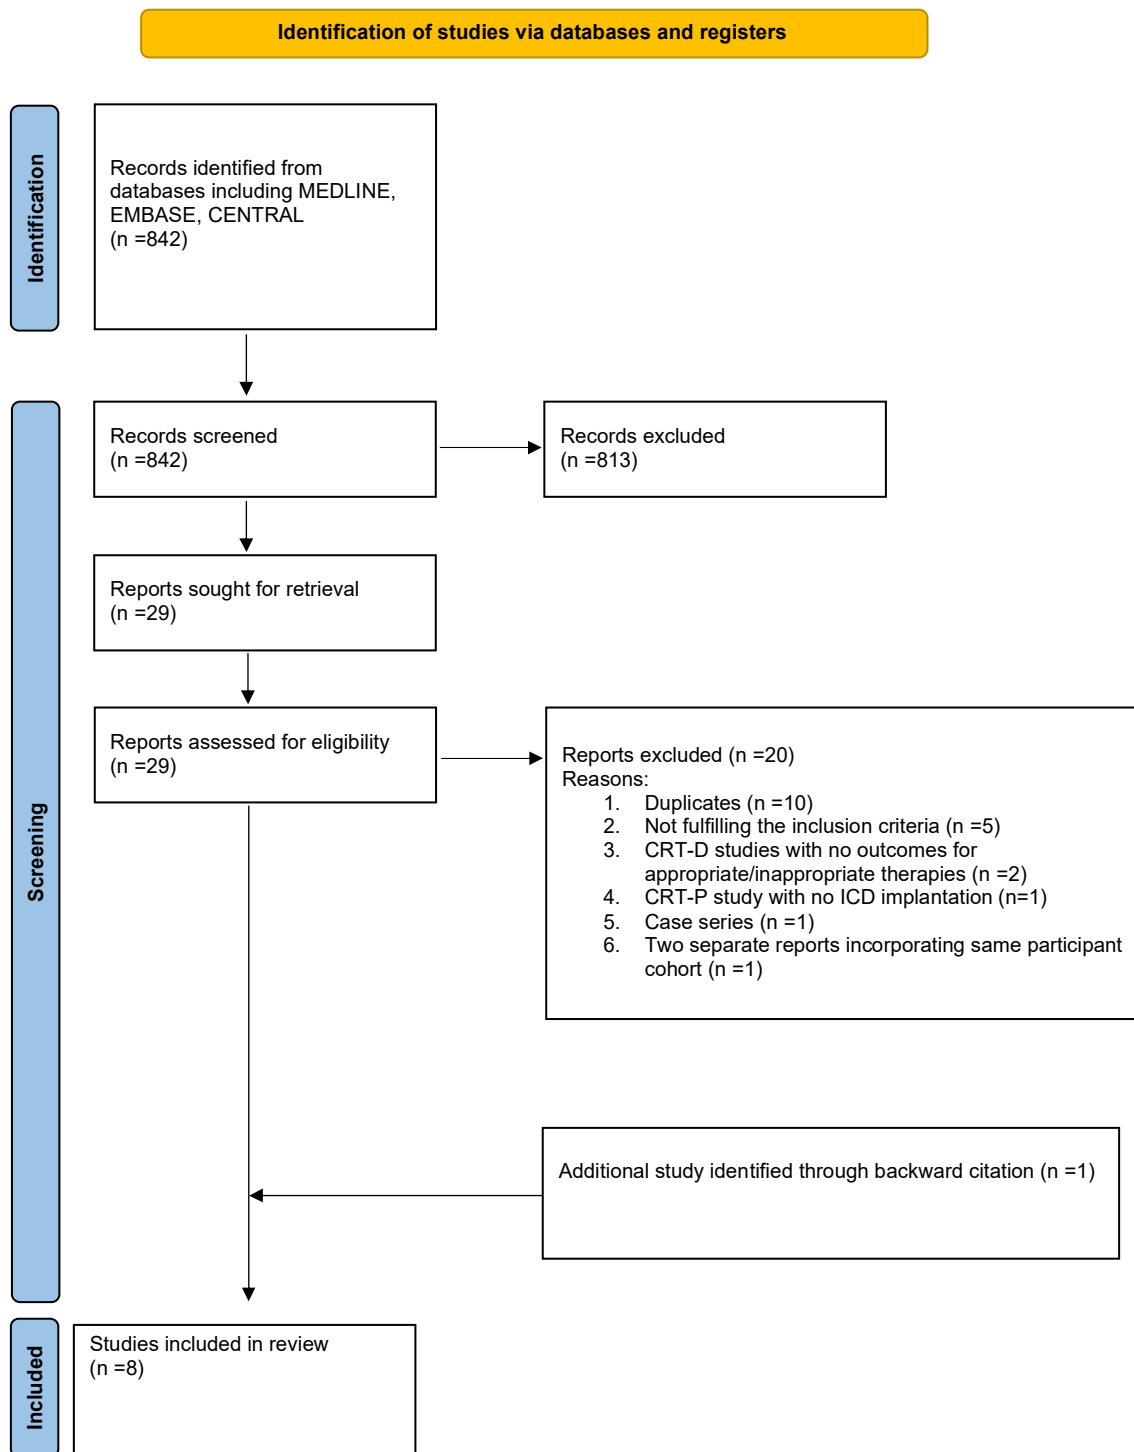 Identification of studies via databases and registers
Identification
Records identified from
databases including MEDLINE,
EMBASE, CENTRAL
(n =842)
Screening
Records screened
(n =842)
Records excluded
(n =813)
Reports sought for retrieval
(n =29)
Reports assessed for eligibility
(n =29)
Reports excluded (n =20)
Reasons:
1. Duplicates (n =10)
2. Not fulfilling the inclusion criteria (n =5)
3. CRT-D studies with no outcomes for
appropriate/inappropriate therapies (n =2)
4. CRT-P study with no ICD implantation (n=1)
5. Case series (n =1)
6. Two separate reports incorporating same participant
cohort (n =1)
Additional study identified through backward citation (n =1)
Included
Studies included in review
(n =8)